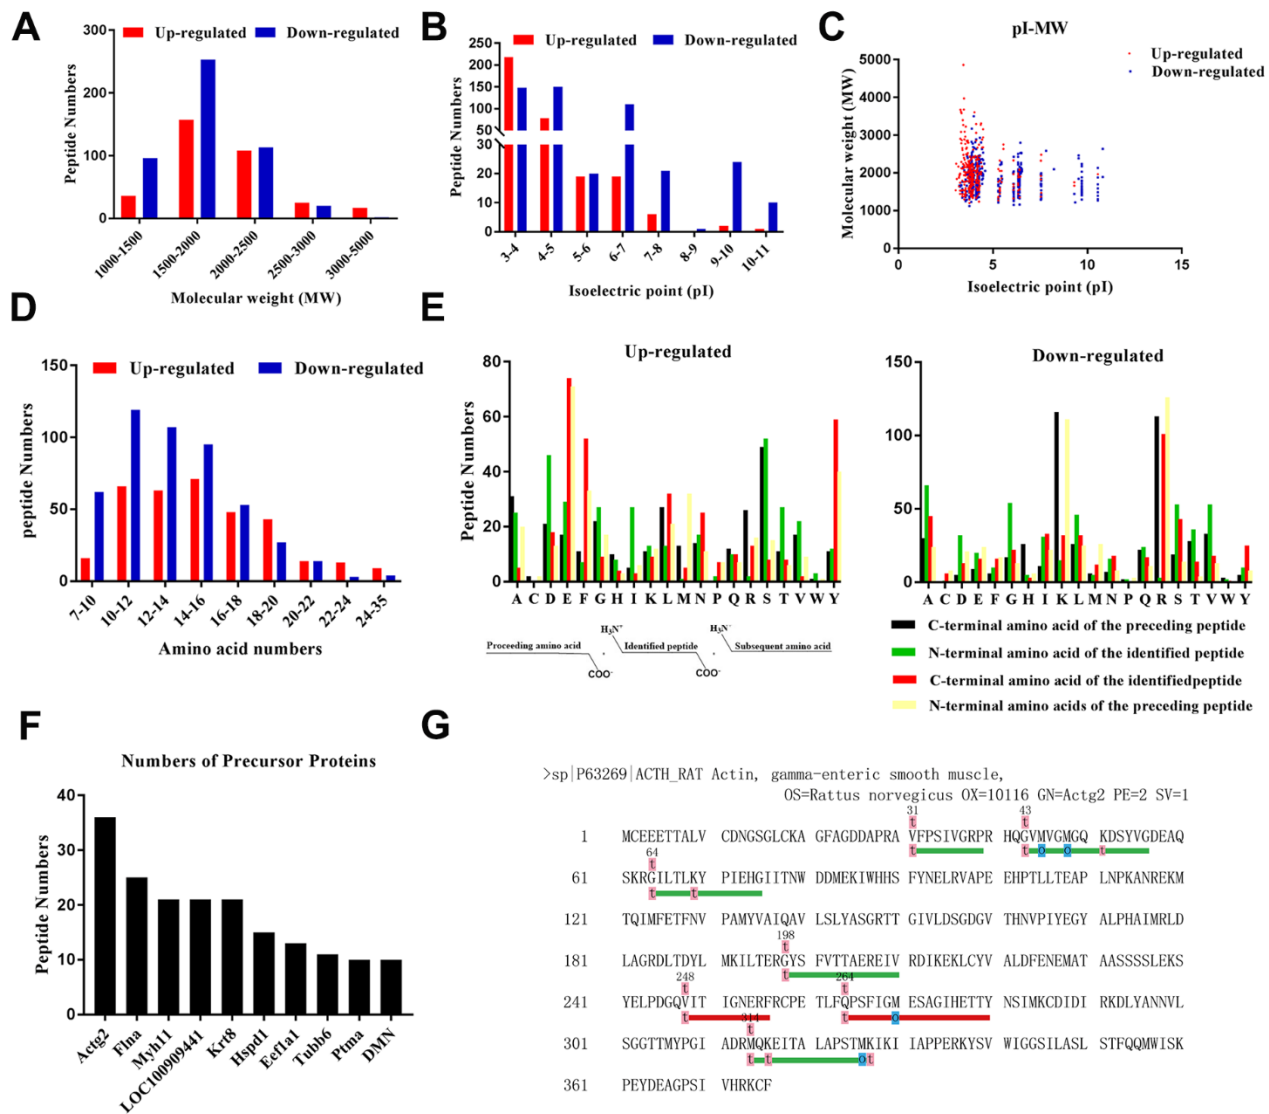 A
Up-regulated Down-regulated
Peptide Numbers
300
200
100
0
1000-1500 1500-2000 2000-2500 2500-3000 3000-5000
Molecular weight (MW)
B
Up-regulated Down-regulated
Peptide Numbers
250
200
150
100
50
30
20
10
0
3-4 4-5 5-6 6-7 7-8 8-9 9-10 10-11
Isoelectric point (pI)
C
pI-MW
Up-regulated
Down-regulated
Molecular weight (MW)
5000
4000
3000
2000
1000
0
0 5 10 15
Isoelectric point (pI)
D
Up-regulated Down-regulated
peptide Numbers
150
100
50
0
7-10 10-12 12-14 14-16 16-18 18-20 20-22 22-24 24-35
Amino acid numbers
E
Up-regulated
Peptide Numbers
80
60
40
20
0
A C D E F G H I K L M N P Q R S T V W Y
Proceeding amino acid
COO-
H₃N⁺
Identified peptide
COO-
H₃N⁻
Subsequent amino acid
Down-regulated
150
100
50
0
A C D E F G H I K L M N P Q R S T V W Y
C-terminal amino acid of the preceding peptide
N-terminal amino acid of the identified peptide
C-terminal amino acid of the identifiedpeptide
N-terminal amino acids of the preceding peptide
F
Numbers of Precursor Proteins
Peptide Numbers
40
30
20
10
0
Actg2 Flna Myh11 LOC100909441 Krt8 Hspd1 Eef1a1 Tubb6 Ptma DMN
G
>sp|P63269|ACTH_RAT Actin, gamma-enteric smooth muscle,
OS=Rattus norvegicus OX=10116 GN=Actg2 PE=2 SV=1
31 43
t t
1 MCEEETTALV CDNGSGLCKA GFAGDDAPRA VFPSIVGRPR HQGVMVGMGQ KDSYVGDEAQ
t t o o t
64
t
61 SKRGILTLKY PIEHGIITNW DDMEKIWHHS FYNELRVAPE EHPTLLTEAP LNPKANREKM
t t
121 TQIMFETFNV PAMYVAIQAV LSLYASGRTT GIVLDSGDGV THNVPIYEGY ALPHAIMRLD
198
t
181 LAGRDLTDYL MKILTERGYS FVTTAEREIV RDIKEKLCYV ALDFENEMAT AASSSSLEKS
t
248 264
t t
241 YELPDGQVIT IGNERFRCPE TLFQPSFIGM ESAGIHETTY NSIMKCDIDI RKDLYANNVL
t t o
314
t
301 SGGTTMYPGI ADRMQKEITA LAPSTMKIKI IAPPERKYSV WIGGSILASL STFQQMWISK
t t o t
361 PEYDEAGPSI VHRKCF